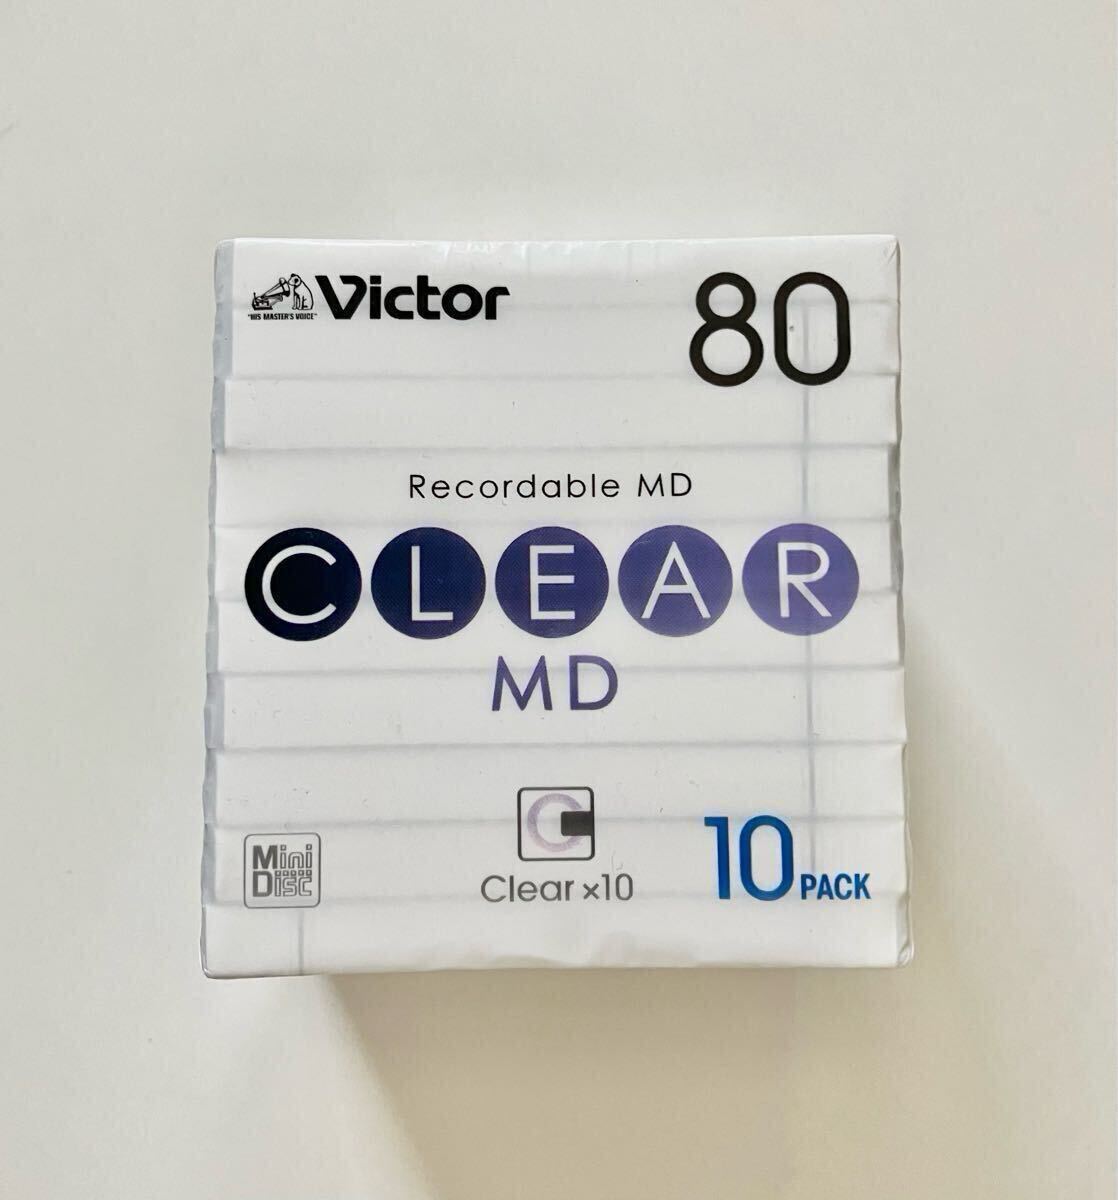 Victor
"HIS MASTER'S VOICE"
80
Recordable MD
CLEAR
MD
Mini
Disc
Clear ×10
10 PACK